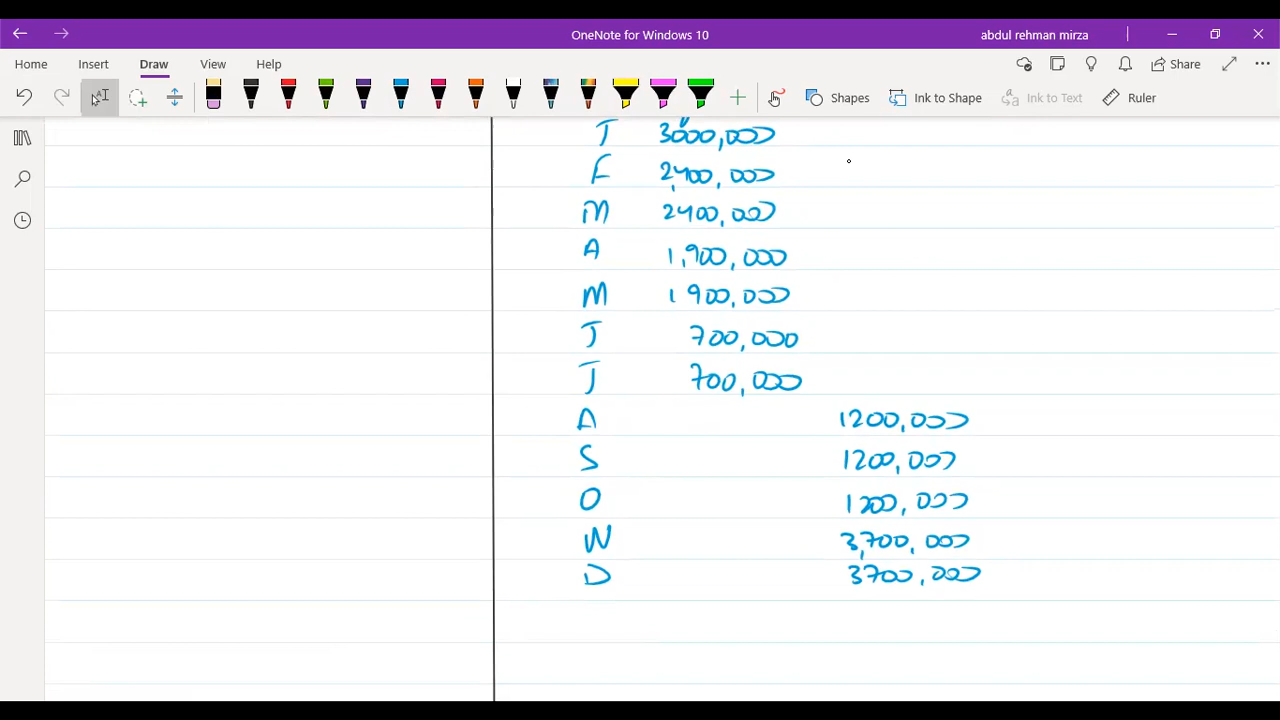 OneNote for Windows 10
abdul rehman mirza
Home Insert Draw View Help Share
Shapes Ink to Shape Ink to Text Ruler
J 3000,000
F 2,400,000
M 2400,000
A 1,900,000
M 1900,000
J 700,000
J 700,000
A 1200,000
S 1200,000
O 1200,000
N 3,700,000
D 3700,000